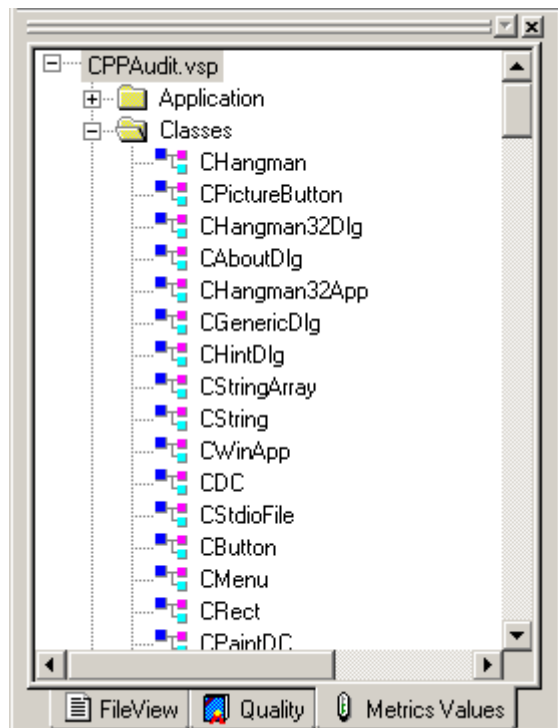 CPPAudit.vsp
Application
Classes
CHangman
CPictureButton
CHangman32Dlg
CAboutDlg
CHangman32App
CGenericDlg
CHintDlg
CStringArray
CString
CWinApp
CDC
CStdioFile
CButton
CMenu
CRect
CPaintDC
FileView Quality Metrics Values